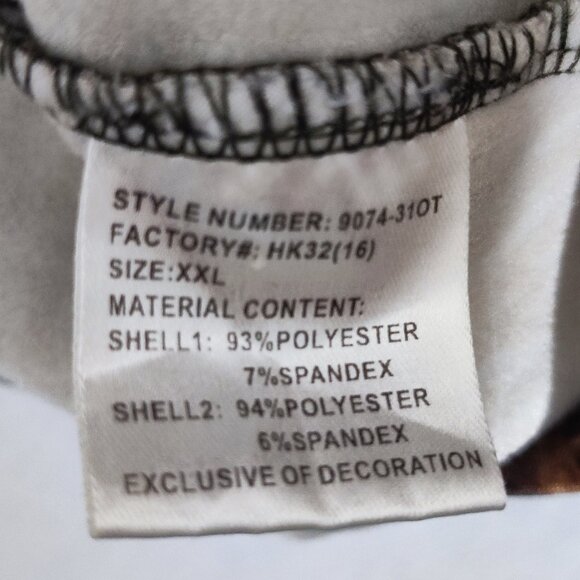 STYLE NUMBER: 9074-31OT
FACTORY#: HK32(16)
SIZE:XXL
MATERIAL CONTENT:
SHELL1: 93%POLYESTER
7%SPANDEX
SHELL2: 94%POLYESTER
6%SPANDEX
EXCLUSIVE OF DECORATION